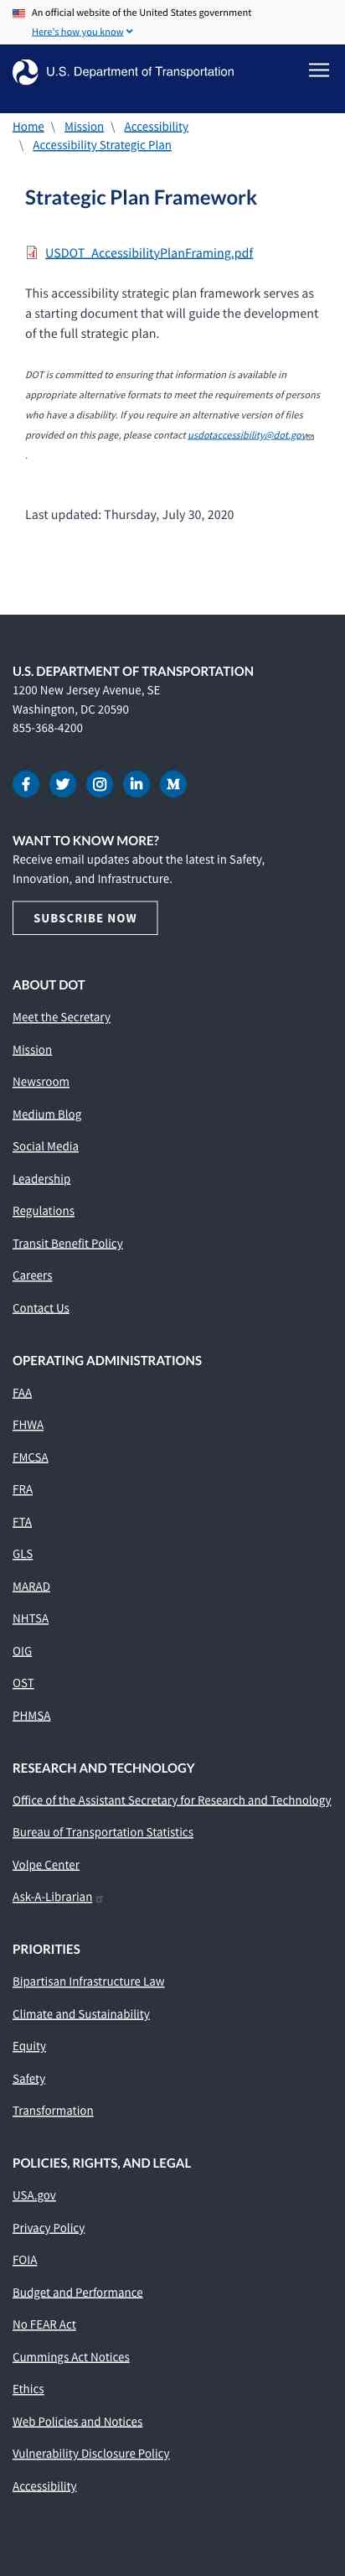 An official website of the United States government
Here's how you know
U.S. Department of Transportation
Home \ Mission \ Accessibility
\ Accessibility Strategic Plan
Strategic Plan Framework
USDOT_AccessibilityPlanFraming.pdf
This accessibility strategic plan framework serves as
a starting document that will guide the development
of the full strategic plan.
DOT is committed to ensuring that information is available in
appropriate alternative formats to meet the requirements of persons
who have a disability. If you require an alternative version of files
provided on this page, please contact usdotaccessibility@dot.gov
.
Last updated: Thursday, July 30, 2020
U.S. DEPARTMENT OF TRANSPORTATION
1200 New Jersey Avenue, SE
Washington, DC 20590
855-368-4200
WANT TO KNOW MORE?
Receive email updates about the latest in Safety,
Innovation, and Infrastructure.
SUBSCRIBE NOW
ABOUT DOT
Meet the Secretary
Mission
Newsroom
Medium Blog
Social Media
Leadership
Regulations
Transit Benefit Policy
Careers
Contact Us
OPERATING ADMINISTRATIONS
FAA
FHWA
FMCSA
FRA
FTA
GLS
MARAD
NHTSA
OIG
OST
PHMSA
RESEARCH AND TECHNOLOGY
Office of the Assistant Secretary for Research and Technology
Bureau of Transportation Statistics
Volpe Center
Ask-A-Librarian
PRIORITIES
Bipartisan Infrastructure Law
Climate and Sustainability
Equity
Safety
Transformation
POLICIES, RIGHTS, AND LEGAL
USA.gov
Privacy Policy
FOIA
Budget and Performance
No FEAR Act
Cummings Act Notices
Ethics
Web Policies and Notices
Vulnerability Disclosure Policy
Accessibility